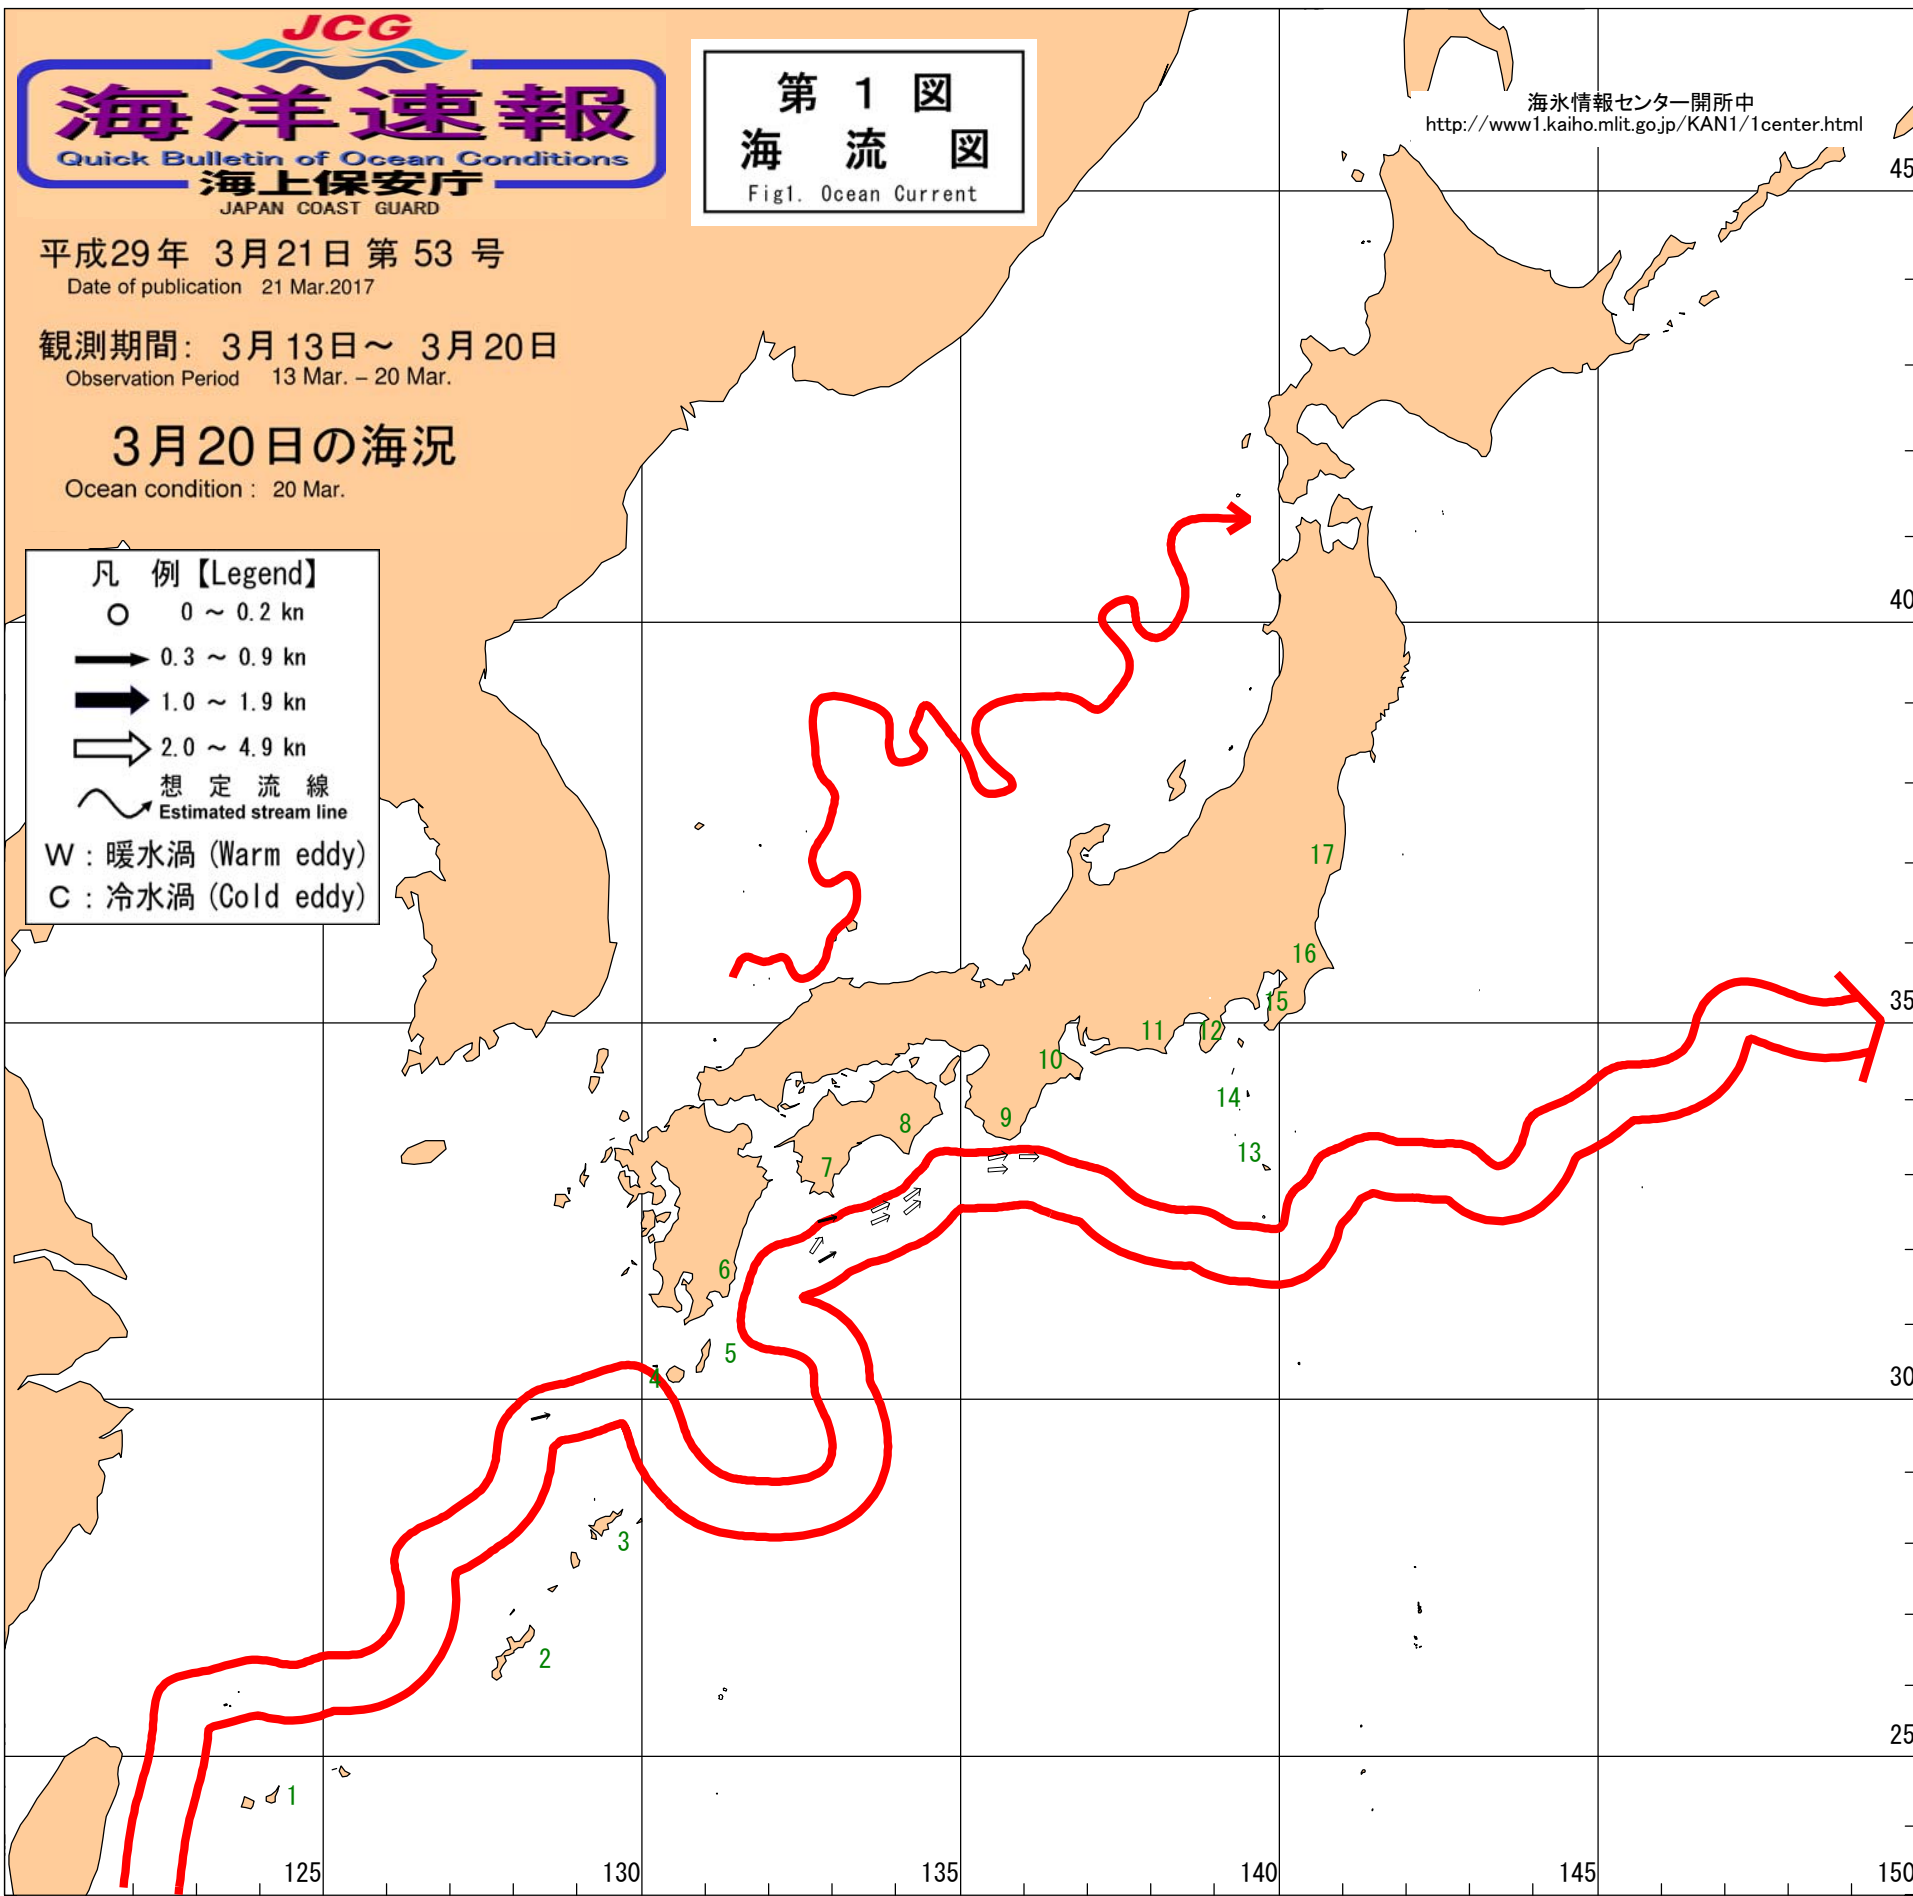 JCG
海洋速報
Quick Bulletin of Ocean Conditions
海上保安庁
JAPAN COAST GUARD
第 1 図
海 流 図
Fig1. Ocean Current
海氷情報センター開所中
http://www1.kaiho.mlit.go.jp/KAN1/1center.html
平成29年 3月21日 第 53 号
Date of publication 21 Mar.2017
観測期間: 3月13日~ 3月20日
Observation Period 13 Mar. – 20 Mar.
3月20日の海況
Ocean condition : 20 Mar.
凡 例【Legend】
0 ~ 0.2 kn
0.3 ~ 0.9 kn
1.0 ~ 1.9 kn
2.0 ~ 4.9 kn
想 定 流 線
Estimated stream line
W : 暖水渦 (Warm eddy)
C : 冷水渦 (Cold eddy)
45
40
17
16
35
15
11
12
10
14
9
8
13
7
6
5
4
30
3
2
25
1
125
130
135
140
145
150